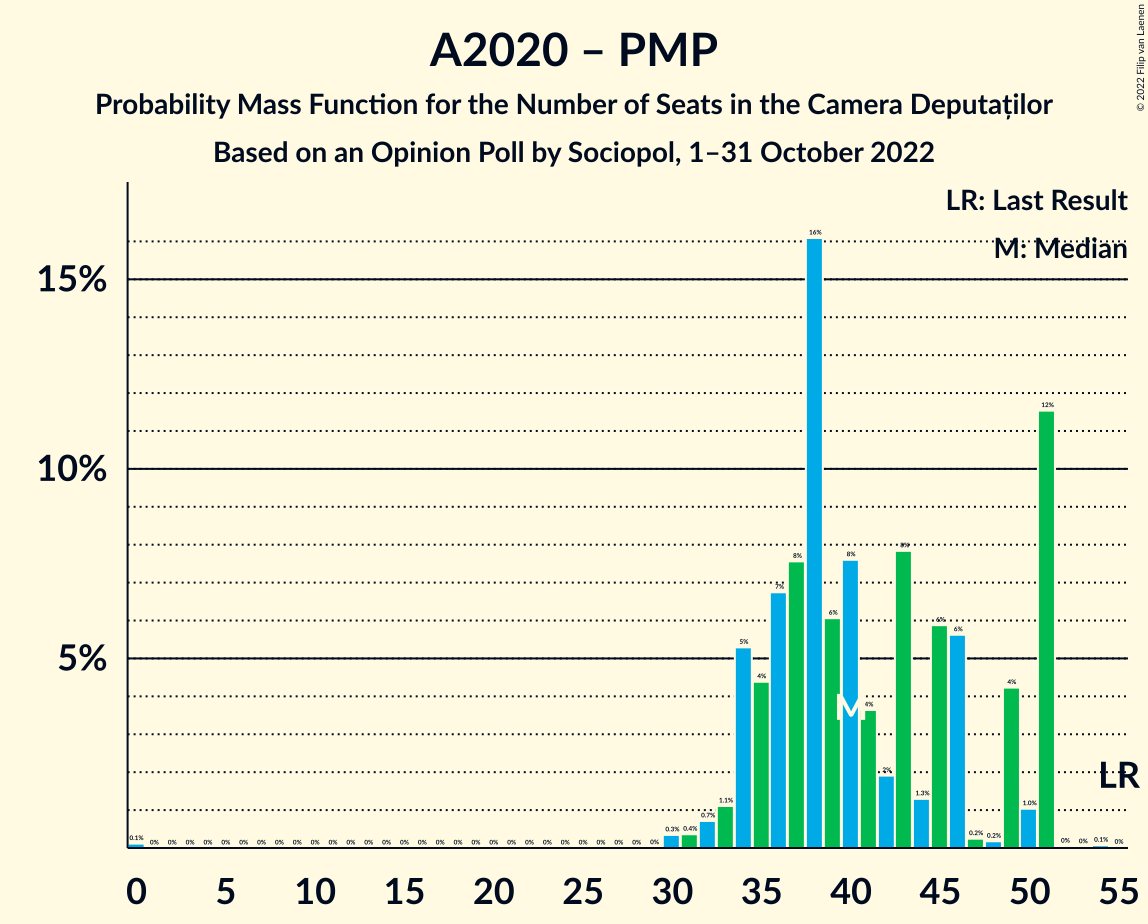 A2020 – PMP
Probability Mass Function for the Number of Seats in the Camera Deputaților
Based on an Opinion Poll by Sociopol, 1–31 October 2022
© 2022 Filip van Laenen
LR: Last Result
M: Median
15%
10%
5%
0.1% 0% 0% 0% 0% 0% 0% 0% 0% 0% 0% 0% 0% 0% 0% 0% 0% 0% 0% 0% 0% 0% 0% 0% 0% 0% 0% 0% 0% 0% 0.3% 0.4% 0.7% 1.1% 5% 4% 7% 8% 16% 6% 8% 4% 2% 8% 1.3% 6% 6% 0.2% 0.2% 4% 1.0% 12% 0% 0% 0.1% 0%
M
LR
0 5 10 15 20 25 30 35 40 45 50 55